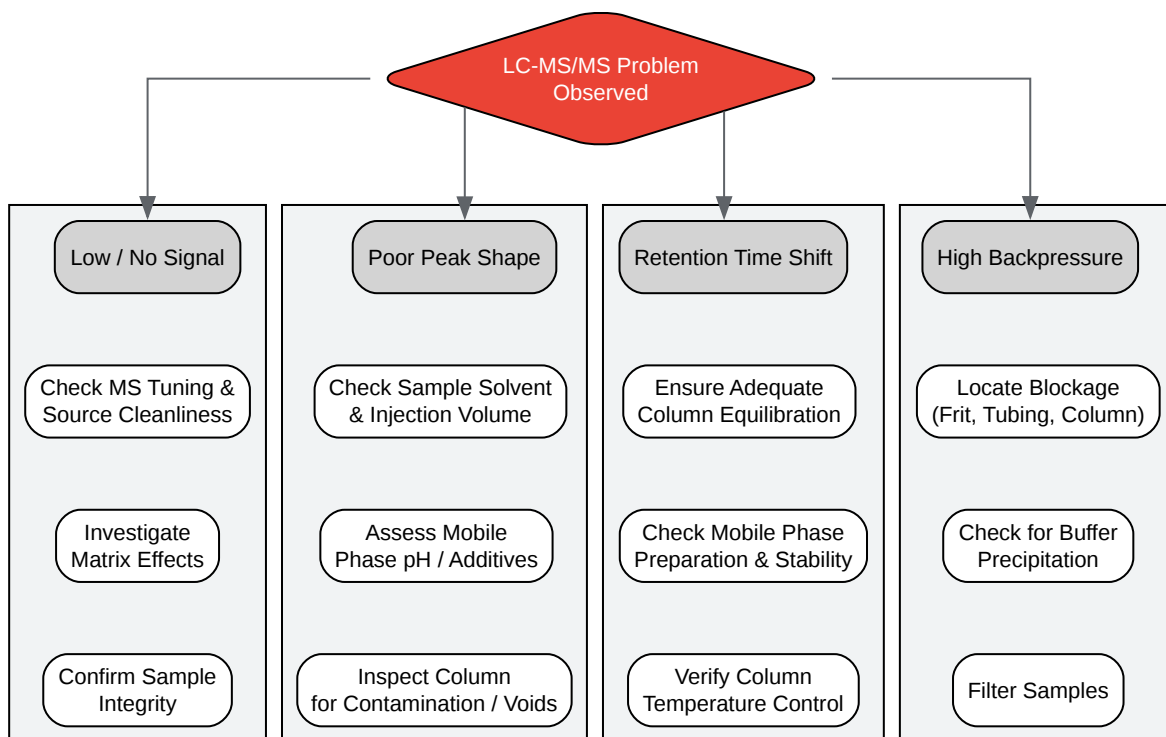 LC-MS/MS Problem
Observed
Low / No Signal
Check MS Tuning &
Source Cleanliness
Investigate
Matrix Effects
Confirm Sample
Integrity
Poor Peak Shape
Check Sample Solvent
& Injection Volume
Assess Mobile
Phase pH / Additives
Inspect Column
for Contamination / Voids
Retention Time Shift
Ensure Adequate
Column Equilibration
Check Mobile Phase
Preparation & Stability
Verify Column
Temperature Control
High Backpressure
Locate Blockage
(Frit, Tubing, Column)
Check for Buffer
Precipitation
Filter Samples